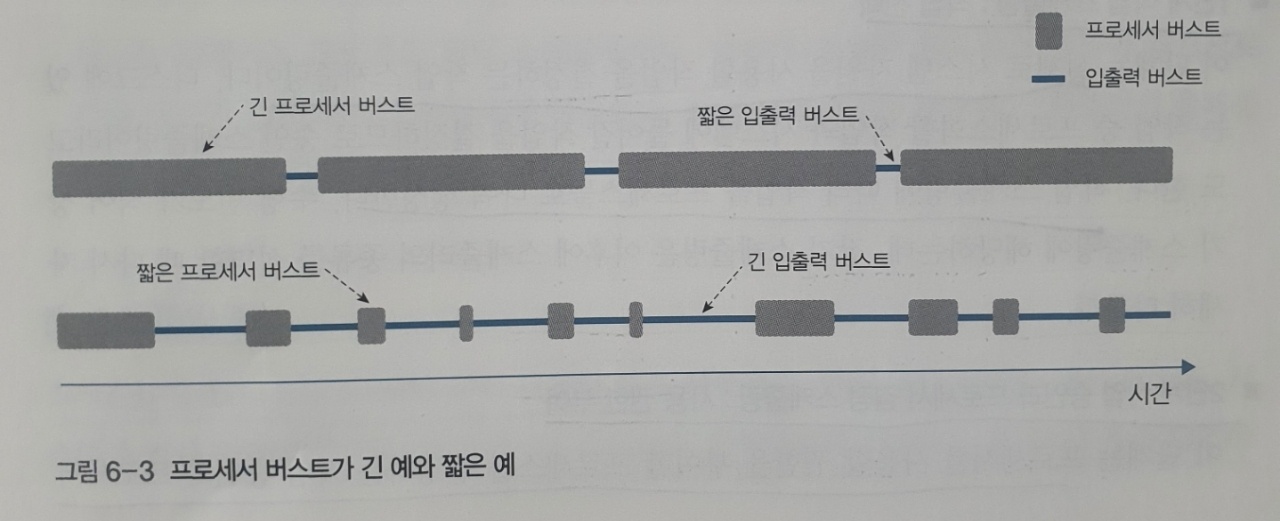 프로세서 버스트
입출력 버스트
긴 프로세서 버스트
짧은 입출력 버스트
짧은 프로세서 버스트
긴 입출력 버스트
시간
그림 6-3 프로세서 버스트가 긴 예와 짧은 예